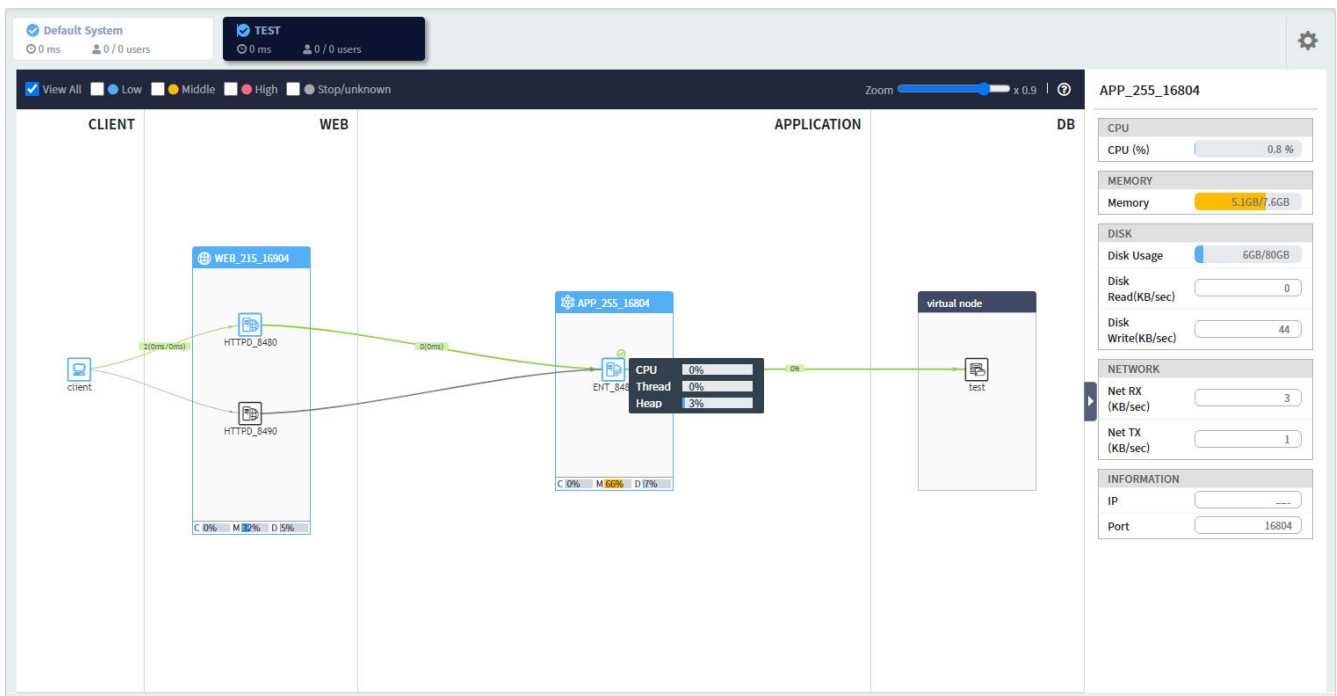 Default System
0 ms 0 / 0 users
TEST
0 ms 0 / 0 users
View All Low Middle High Stop/unknown
Zoom x 0.9
CLIENT WEB APPLICATION DB
WEB_215_16904
HTTPD_8480
2(0ms/0ms)
0(0ms)
client
HTTPD_8490
C 0% M 32% D 5%
APP_255_16804
ENT_848
CPU 0%
Thread 0%
Heap 3%
C 0% M 66% D 7%
0%
virtual node
test
APP_255_16804
CPU
CPU (%) 0.8 %
MEMORY
Memory 5.1GB/7.6GB
DISK
Disk Usage 6GB/80GB
Disk
Read(KB/sec) 0
Disk
Write(KB/sec) 44
NETWORK
Net RX
(KB/sec) 3
Net TX
(KB/sec) 1
INFORMATION
IP
Port 16804